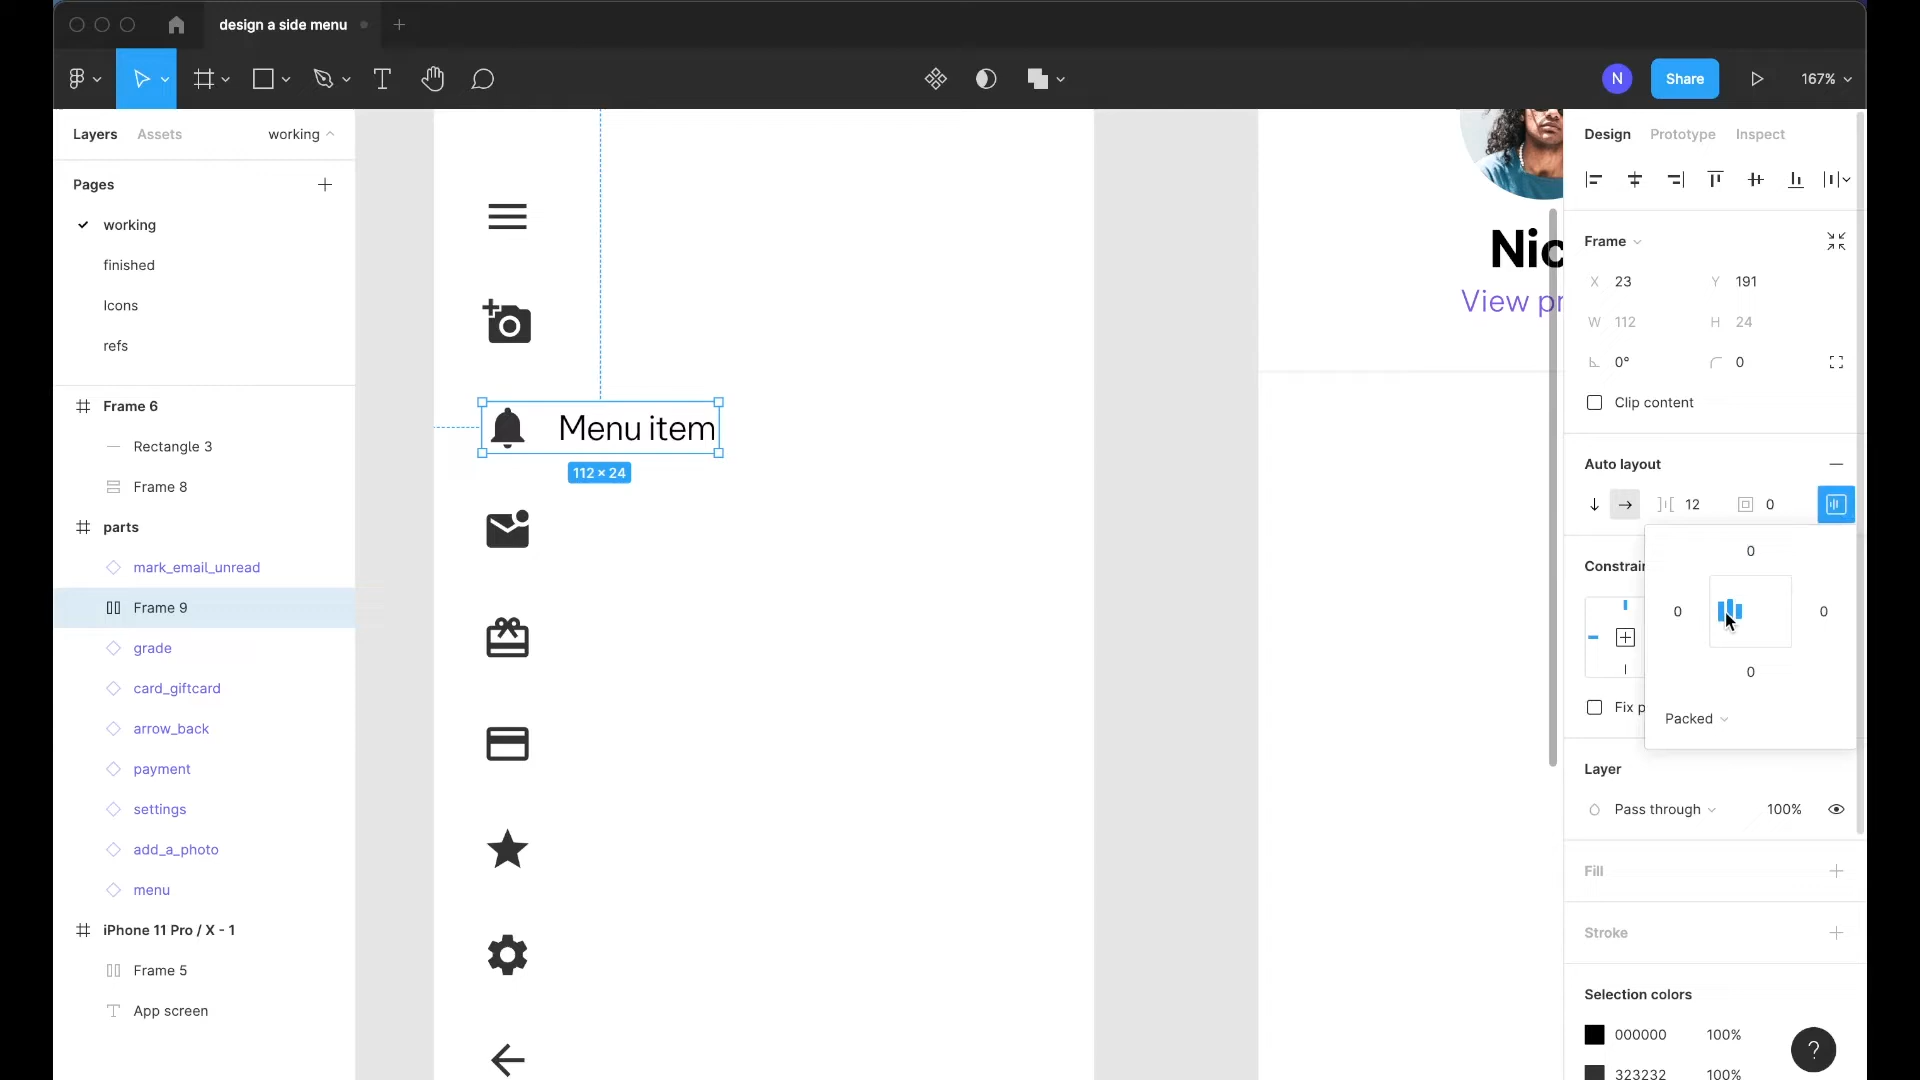 design a side menu
N
Share
167%
Layers
Assets
working
Pages
working
finished
Icons
refs
Frame 6
Rectangle 3
Frame 8
parts
mark_email_unread
Frame 9
grade
card_giftcard
arrow_back
payment
settings
add_a_photo
menu
iPhone 11 Pro / X - 1
Frame 5
App screen
Menu item
112 × 24
Nic
View pr
Design
Prototype
Inspect
Frame
X 23
Y 191
W 112
H 24
0°
0
Clip content
Auto layout
12
0
0
Constrain
0
0
0
Fix p
Packed
Layer
Pass through
100%
Fill
Stroke
Selection colors
000000
100%
323232
100%
?